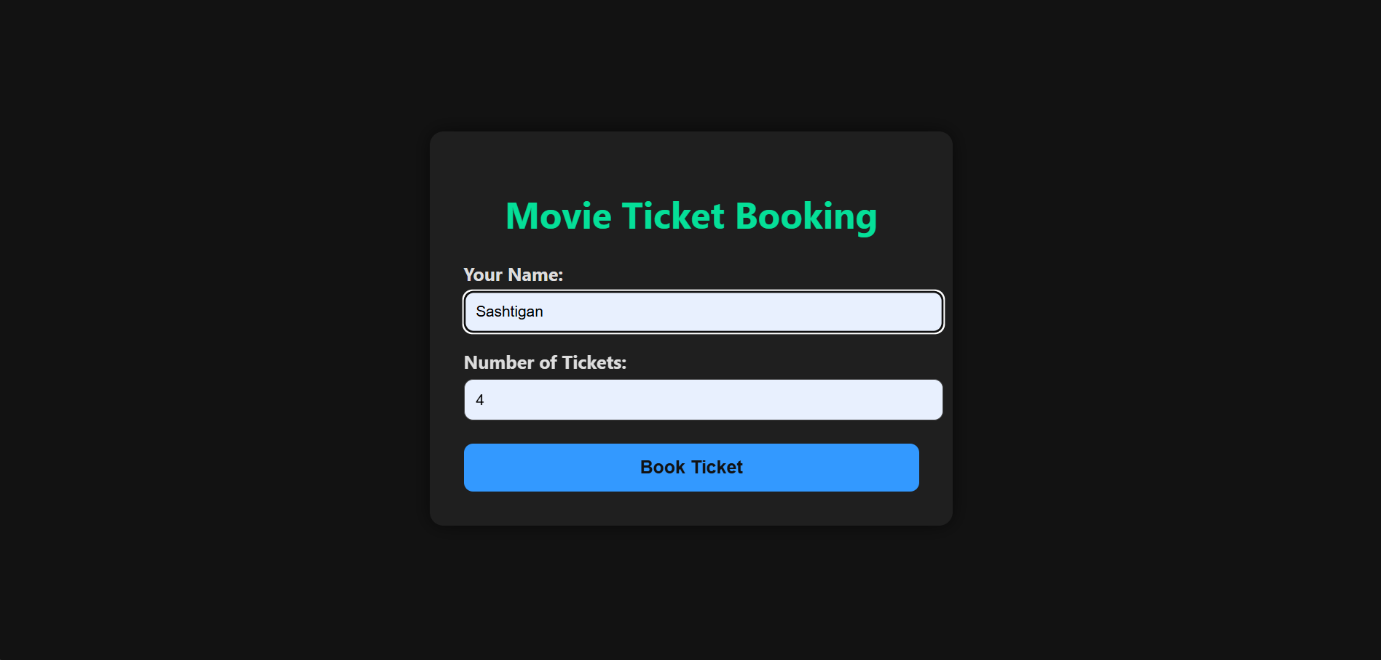 Movie Ticket Booking
Your Name:
Sashtigan
Number of Tickets:
4
Book Ticket